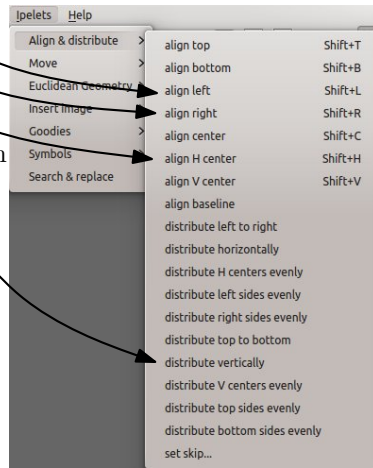 Ipelets Help
Align & distribute
Move
Euclidean Geometry
Insert Image
Goodies
Symbols
Search & replace
align top Shift+T
align bottom Shift+B
align left Shift+L
align right Shift+R
align center Shift+C
align H center Shift+H
align V center Shift+V
align baseline
distribute left to right
distribute horizontally
distribute H centers evenly
distribute left sides evenly
distribute right sides evenly
distribute top to bottom
distribute vertically
distribute V centers evenly
distribute top sides evenly
distribute bottom sides evenly
set skip...